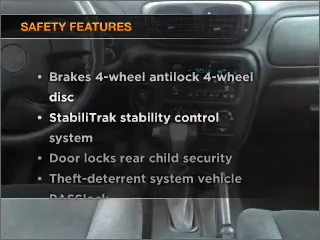 SAFETY FEATURES
• Brakes 4-wheel antilock 4-wheel
disc
• StabiliTrak stability control
system
• Door locks rear child security
• Theft-deterrent system vehicle
PASSlock